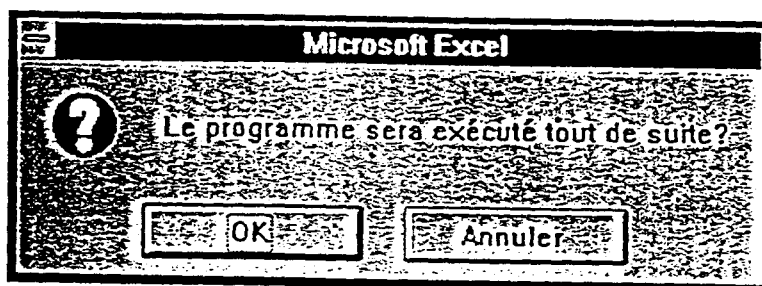 Microsoft Excel
Le programme sera exécuté tout de suite?
OK
Annuler